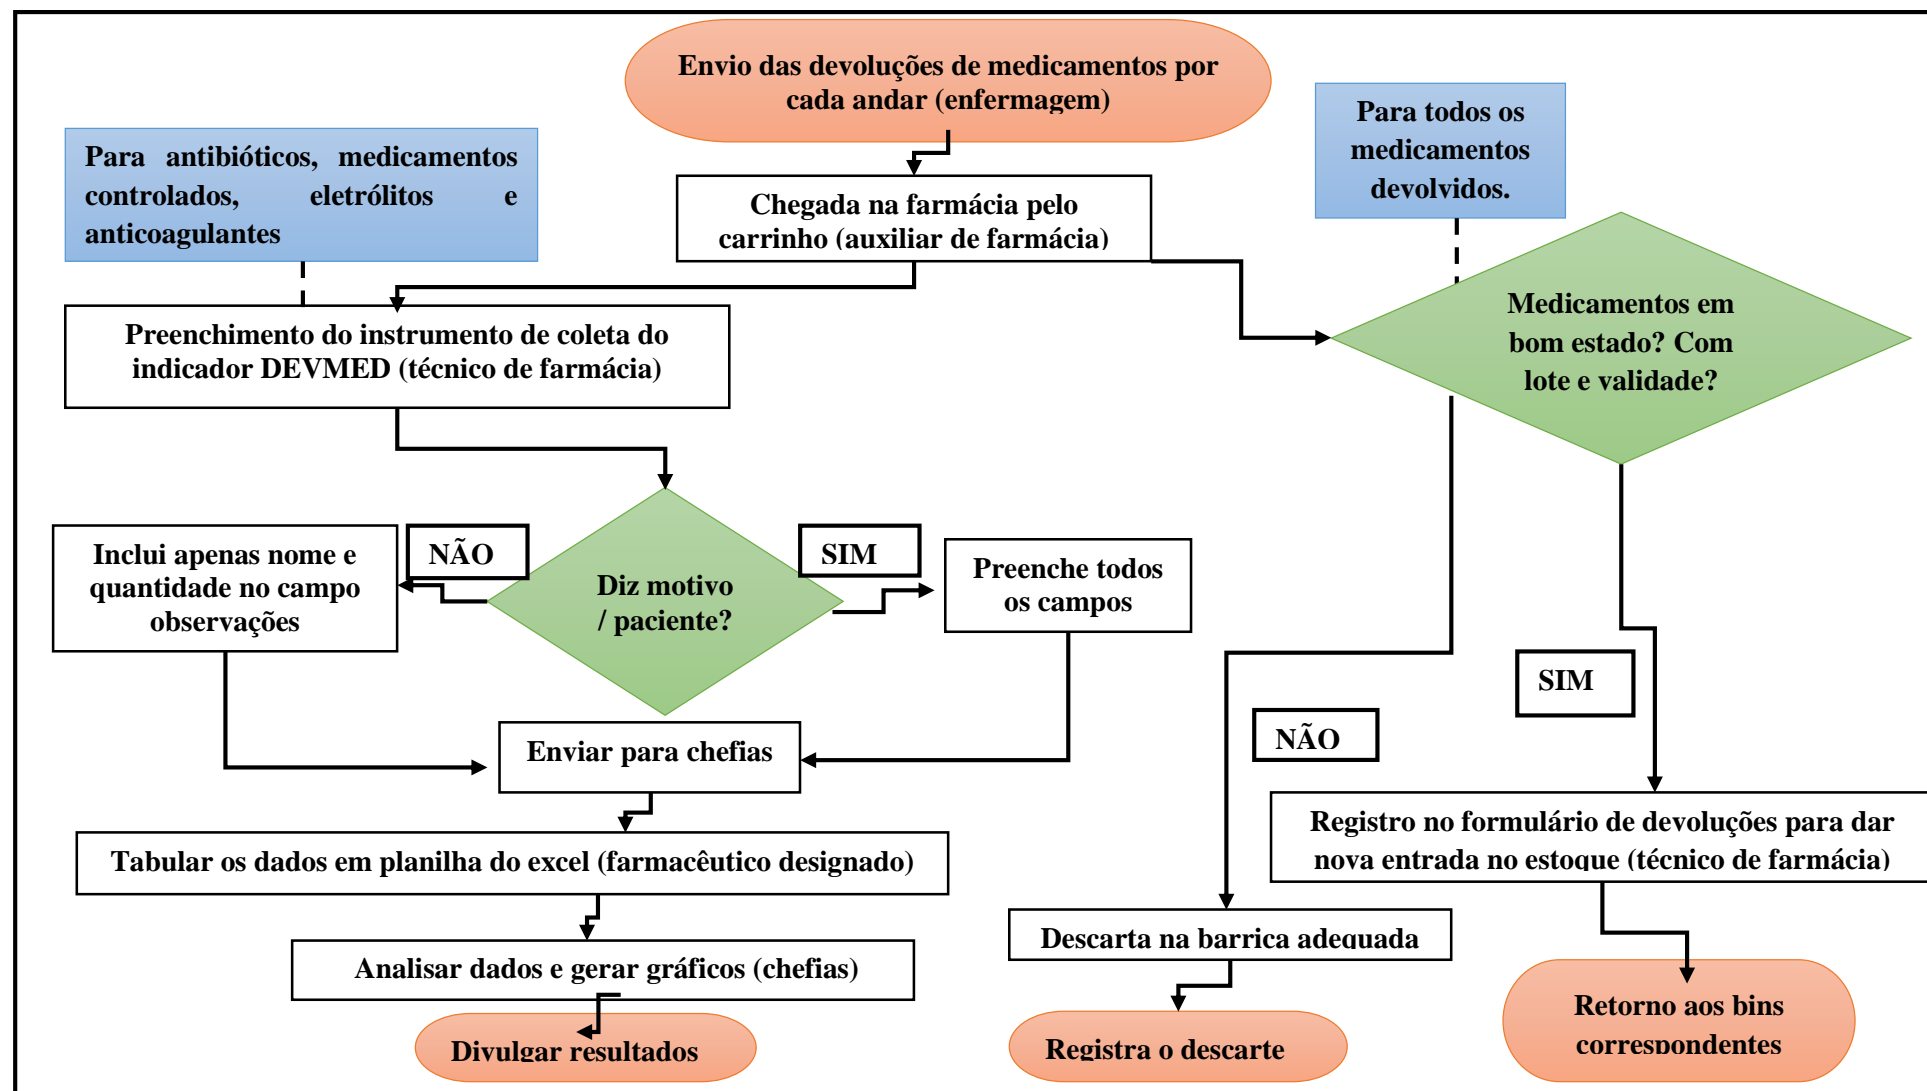 Envio das devoluções de medicamentos por
cada andar (enfermagem)
Para todos os
medicamentos
devolvidos.
Para antibióticos, medicamentos
controlados, eletrólitos e
anticoagulantes
Chegada na farmácia pelo
carrinho (auxiliar de farmácia)
Preenchimento do instrumento de coleta do
indicador DEVMED (técnico de farmácia)
Medicamentos em
bom estado? Com
lote e validade?
NÃO
SIM
Inclui apenas nome e
quantidade no campo
observações
Diz motivo
/ paciente?
Preenche todos
os campos
SIM
NÃO
Enviar para chefias
Registro no formulário de devoluções para dar
nova entrada no estoque (técnico de farmácia)
Tabular os dados em planilha do excel (farmacêutico designado)
Descarta na barrica adequada
Analisar dados e gerar gráficos (chefias)
Retorno aos bins
correspondentes
Divulgar resultados
Registra o descarte